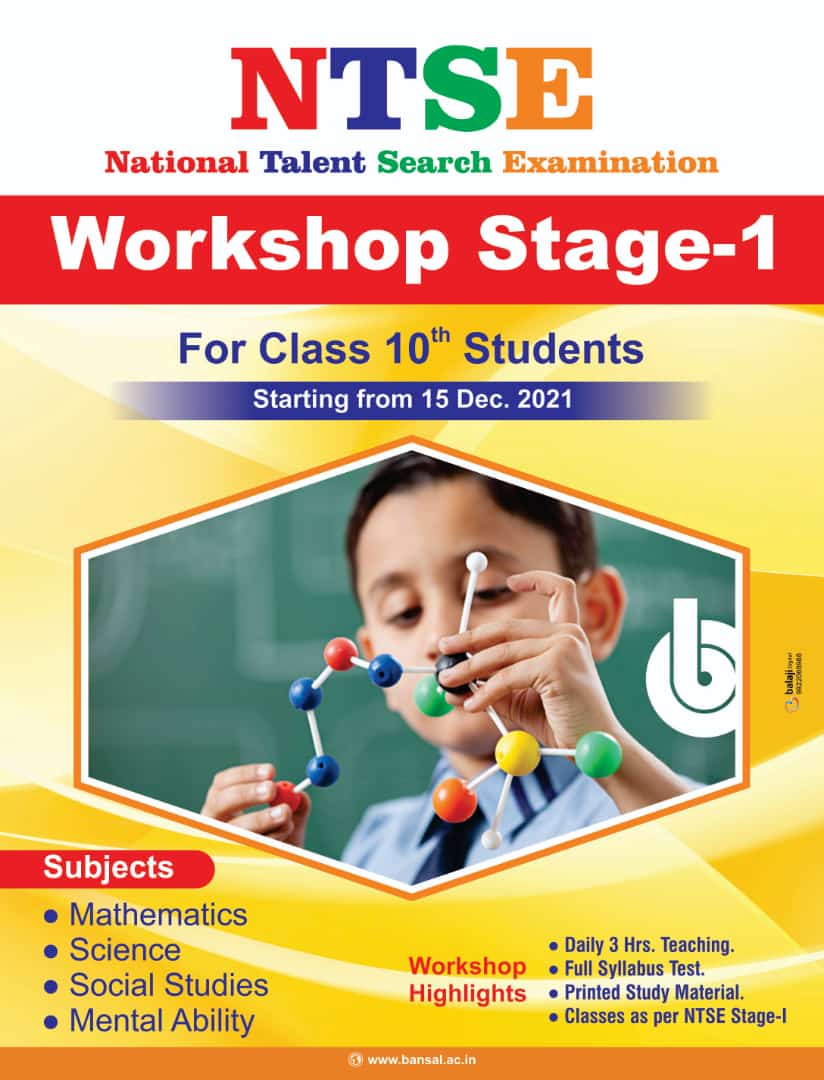 NTSE
National Talent Search Examination
Workshop Stage-1
For Class 10th Students
Starting from 15 Dec. 2021
b
Subjects
• Mathematics
• Science
• Social Studies
• Mental Ability
Workshop
Highlights
• Daily 3 Hrs. Teaching.
• Full Syllabus Test.
• Printed Study Material.
• Classes as per NTSE Stage-I
balaji
www.bansal.ac.in